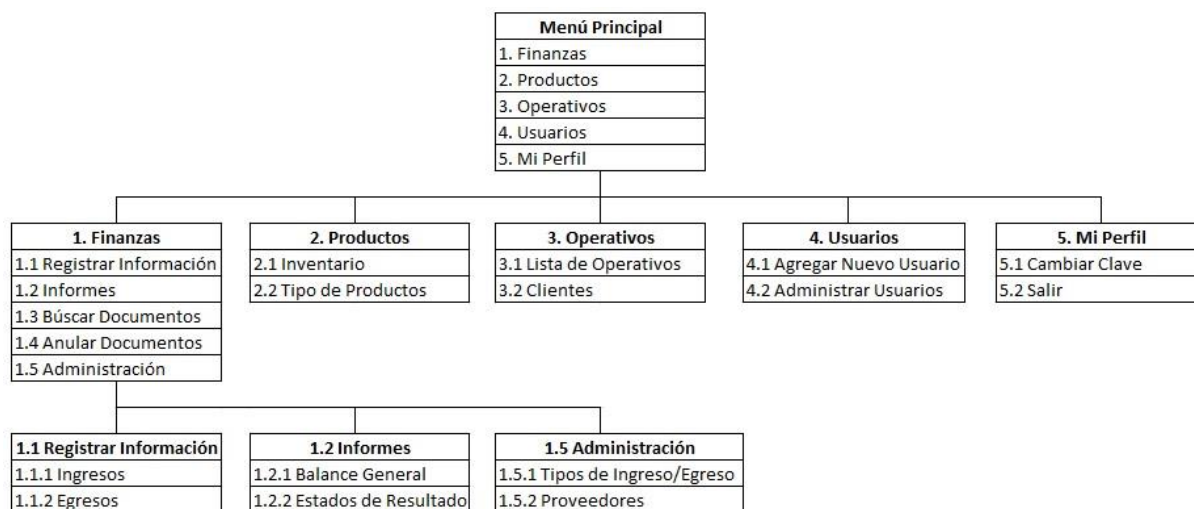 Menú Principal
1. Finanzas
2. Productos
3. Operativos
4. Usuarios
5. Mi Perfil
1. Finanzas
1.1 Registrar Información
1.2 Informes
1.3 Búscar Documentos
1.4 Anular Documentos
1.5 Administración
2. Productos
2.1 Inventario
2.2 Tipo de Productos
3. Operativos
3.1 Lista de Operativos
3.2 Clientes
4. Usuarios
4.1 Agregar Nuevo Usuario
4.2 Administrar Usuarios
5. Mi Perfil
5.1 Cambiar Clave
5.2 Salir
1.1 Registrar Información
1.1.1 Ingresos
1.1.2 Egresos
1.2 Informes
1.2.1 Balance General
1.2.2 Estados de Resultado
1.5 Administración
1.5.1 Tipos de Ingreso/Egreso
1.5.2 Proveedores